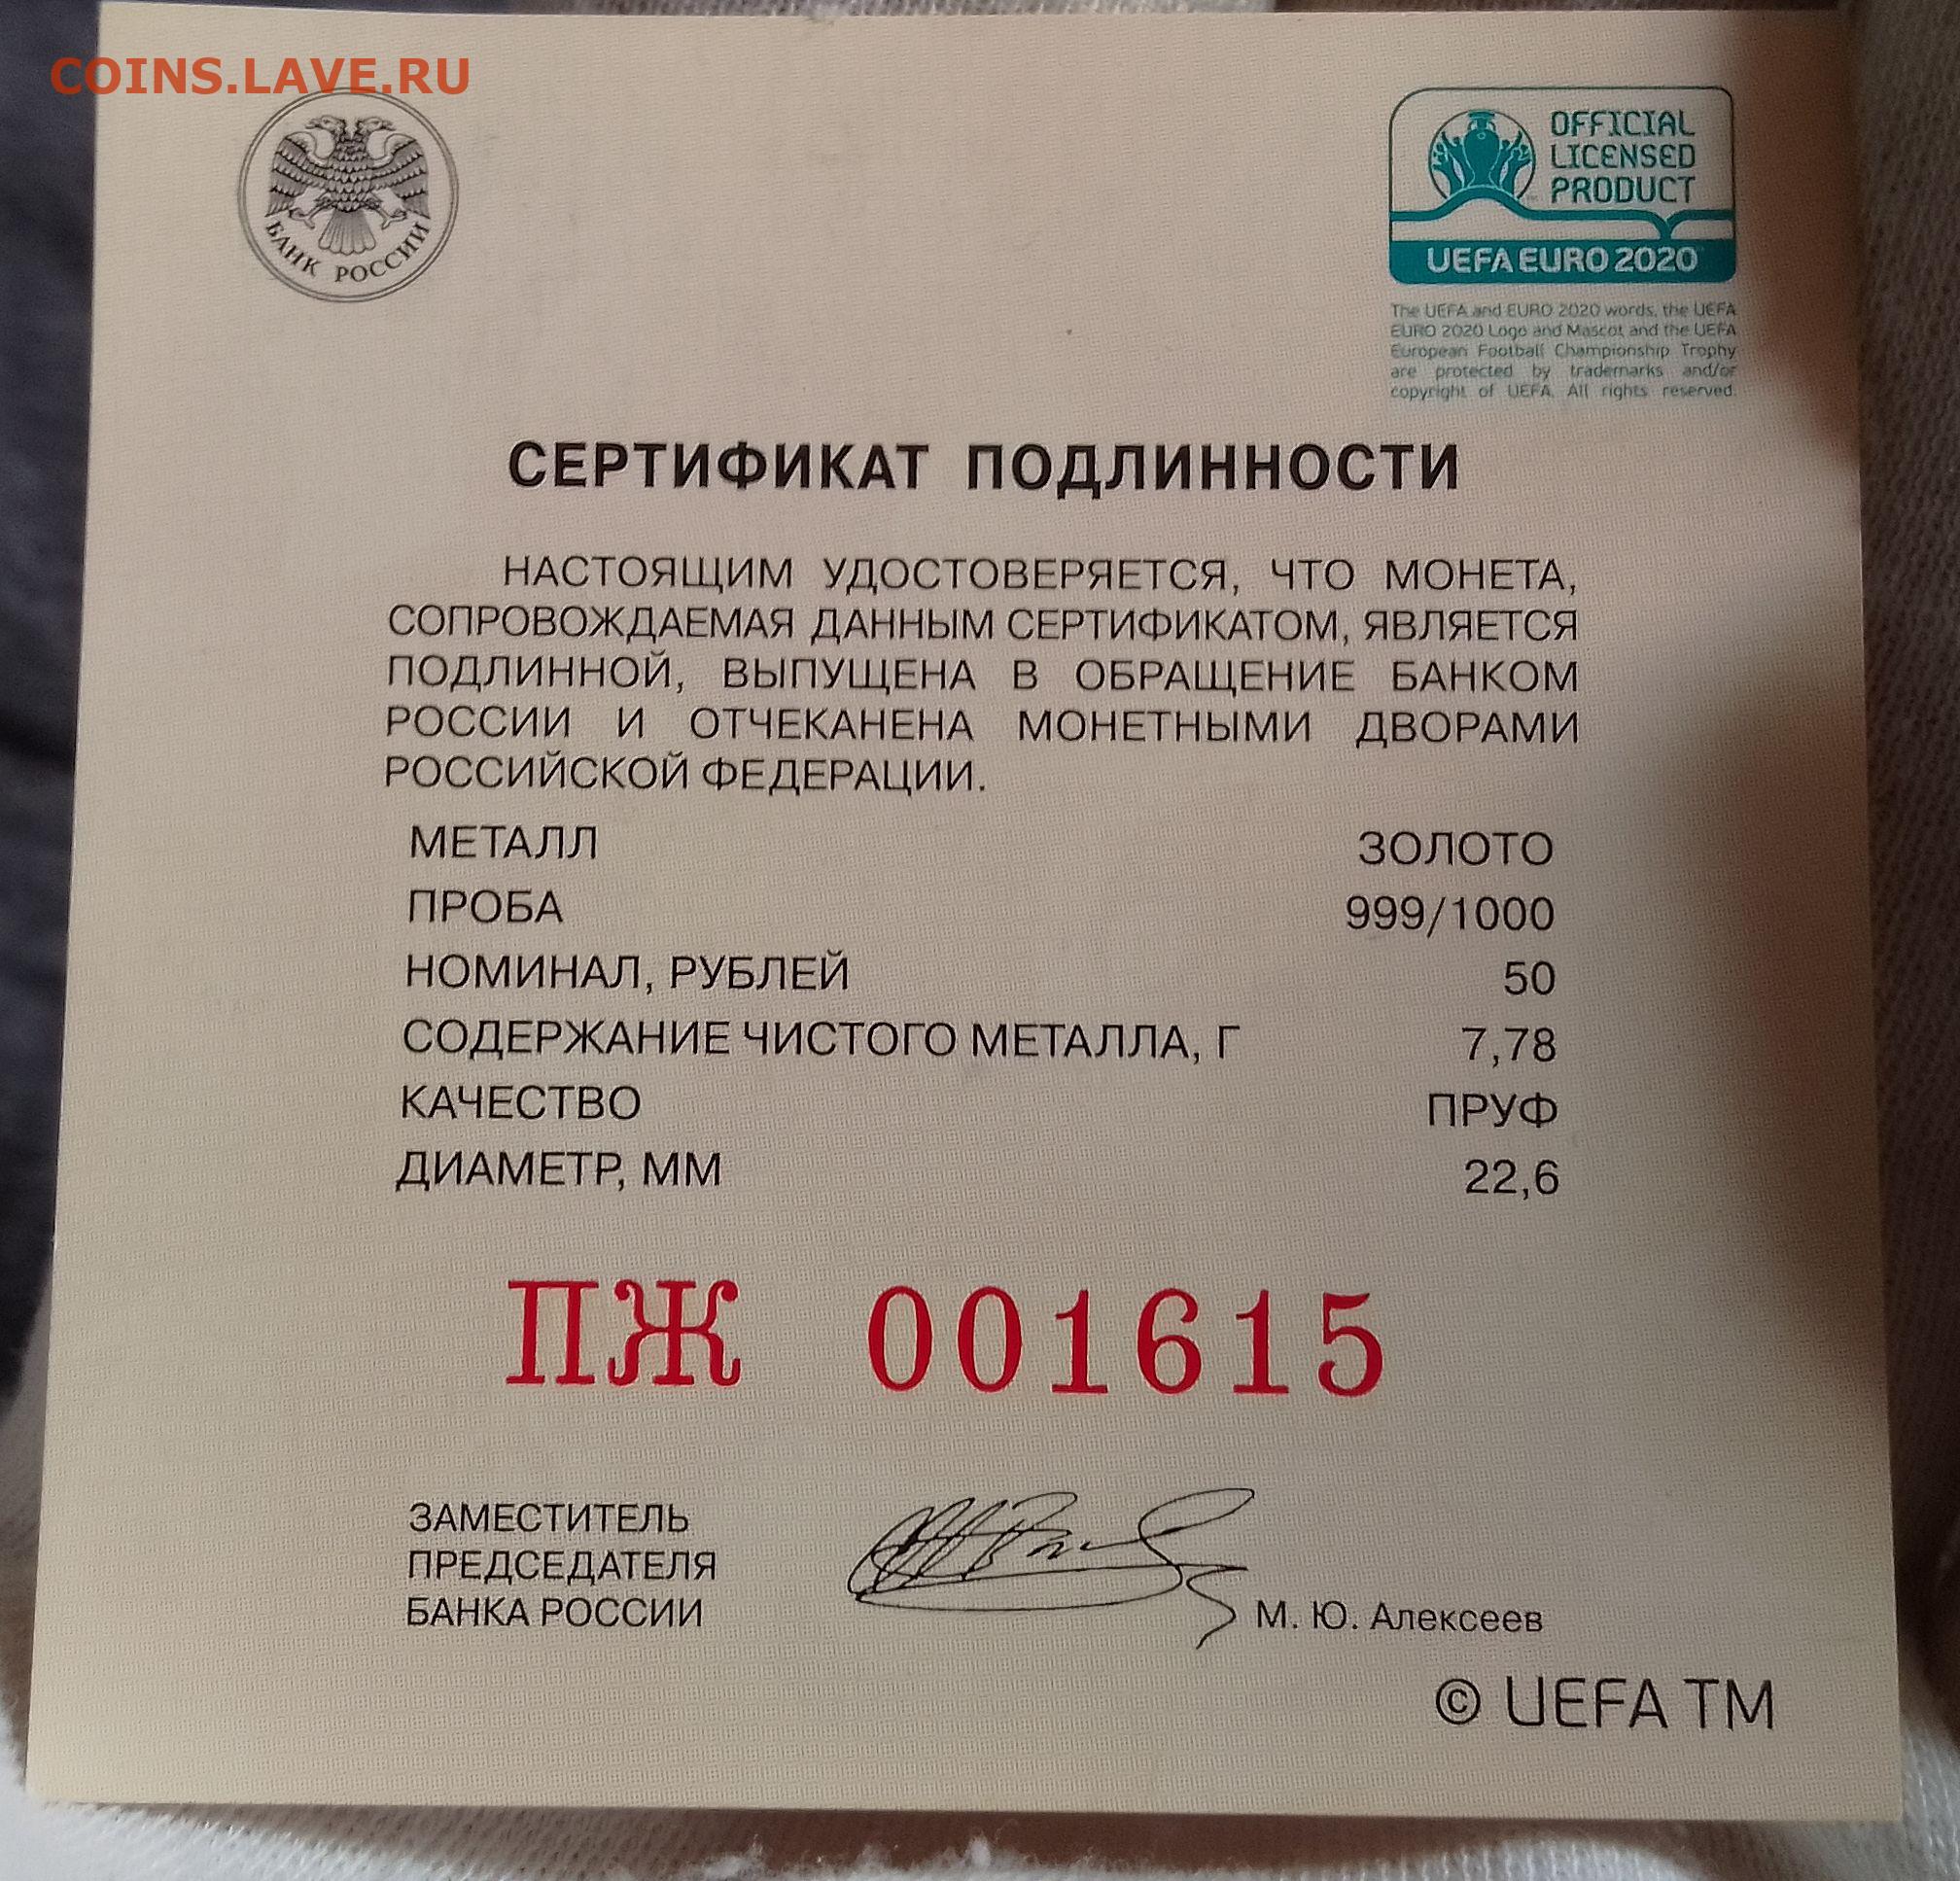 COINS.LAVE.RU
БАНК РОССИИ
OFFICIAL
LICENSED
PRODUCT
UEFA EURO 2020
The UEFA and EURO 2020 words, the UEFA
EURO 2020 Logo and Mascot and the UEFA
European Football Championship Trophy
are protected by trademarks and/or
copyright of UEFA. All rights reserved.
СЕРТИФИКАТ ПОДЛИННОСТИ
НАСТОЯЩИМ УДОСТОВЕРЯЕТСЯ, ЧТО МОНЕТА,
СОПРОВОЖДАЕМАЯ ДАННЫМ СЕРТИФИКАТОМ, ЯВЛЯЕТСЯ
ПОДЛИННОЙ, ВЫПУЩЕНА В ОБРАЩЕНИЕ БАНКОМ
РОССИИ И ОТЧЕКАНЕНА МОНЕТНЫМИ ДВОРАМИ
РОССИЙСКОЙ ФЕДЕРАЦИИ.
МЕТАЛЛ ЗОЛОТО
ПРОБА 999/1000
НОМИНАЛ, РУБЛЕЙ 50
СОДЕРЖАНИЕ ЧИСТОГО МЕТАЛЛА, Г 7,78
КАЧЕСТВО ПРУФ
ДИАМЕТР, ММ 22,6
ПЖ 001615
ЗАМЕСТИТЕЛЬ
ПРЕДСЕДАТЕЛЯ
БАНКА РОССИИ М. Ю. Алексеев
© UEFA TM